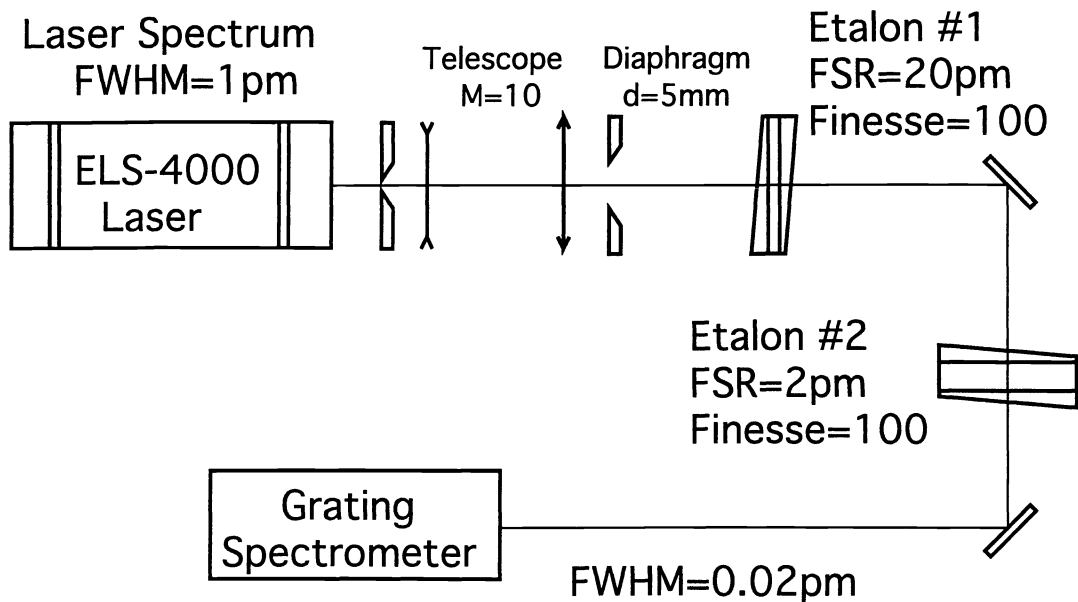 Laser Spectrum
FWHM=1pm
Telescope
M=10
Diaphragm
d=5mm
Etalon #1
FSR=20pm
Finesse=100
ELS-4000
Laser
Etalon #2
FSR=2pm
Finesse=100
Grating
Spectrometer
FWHM=0.02pm